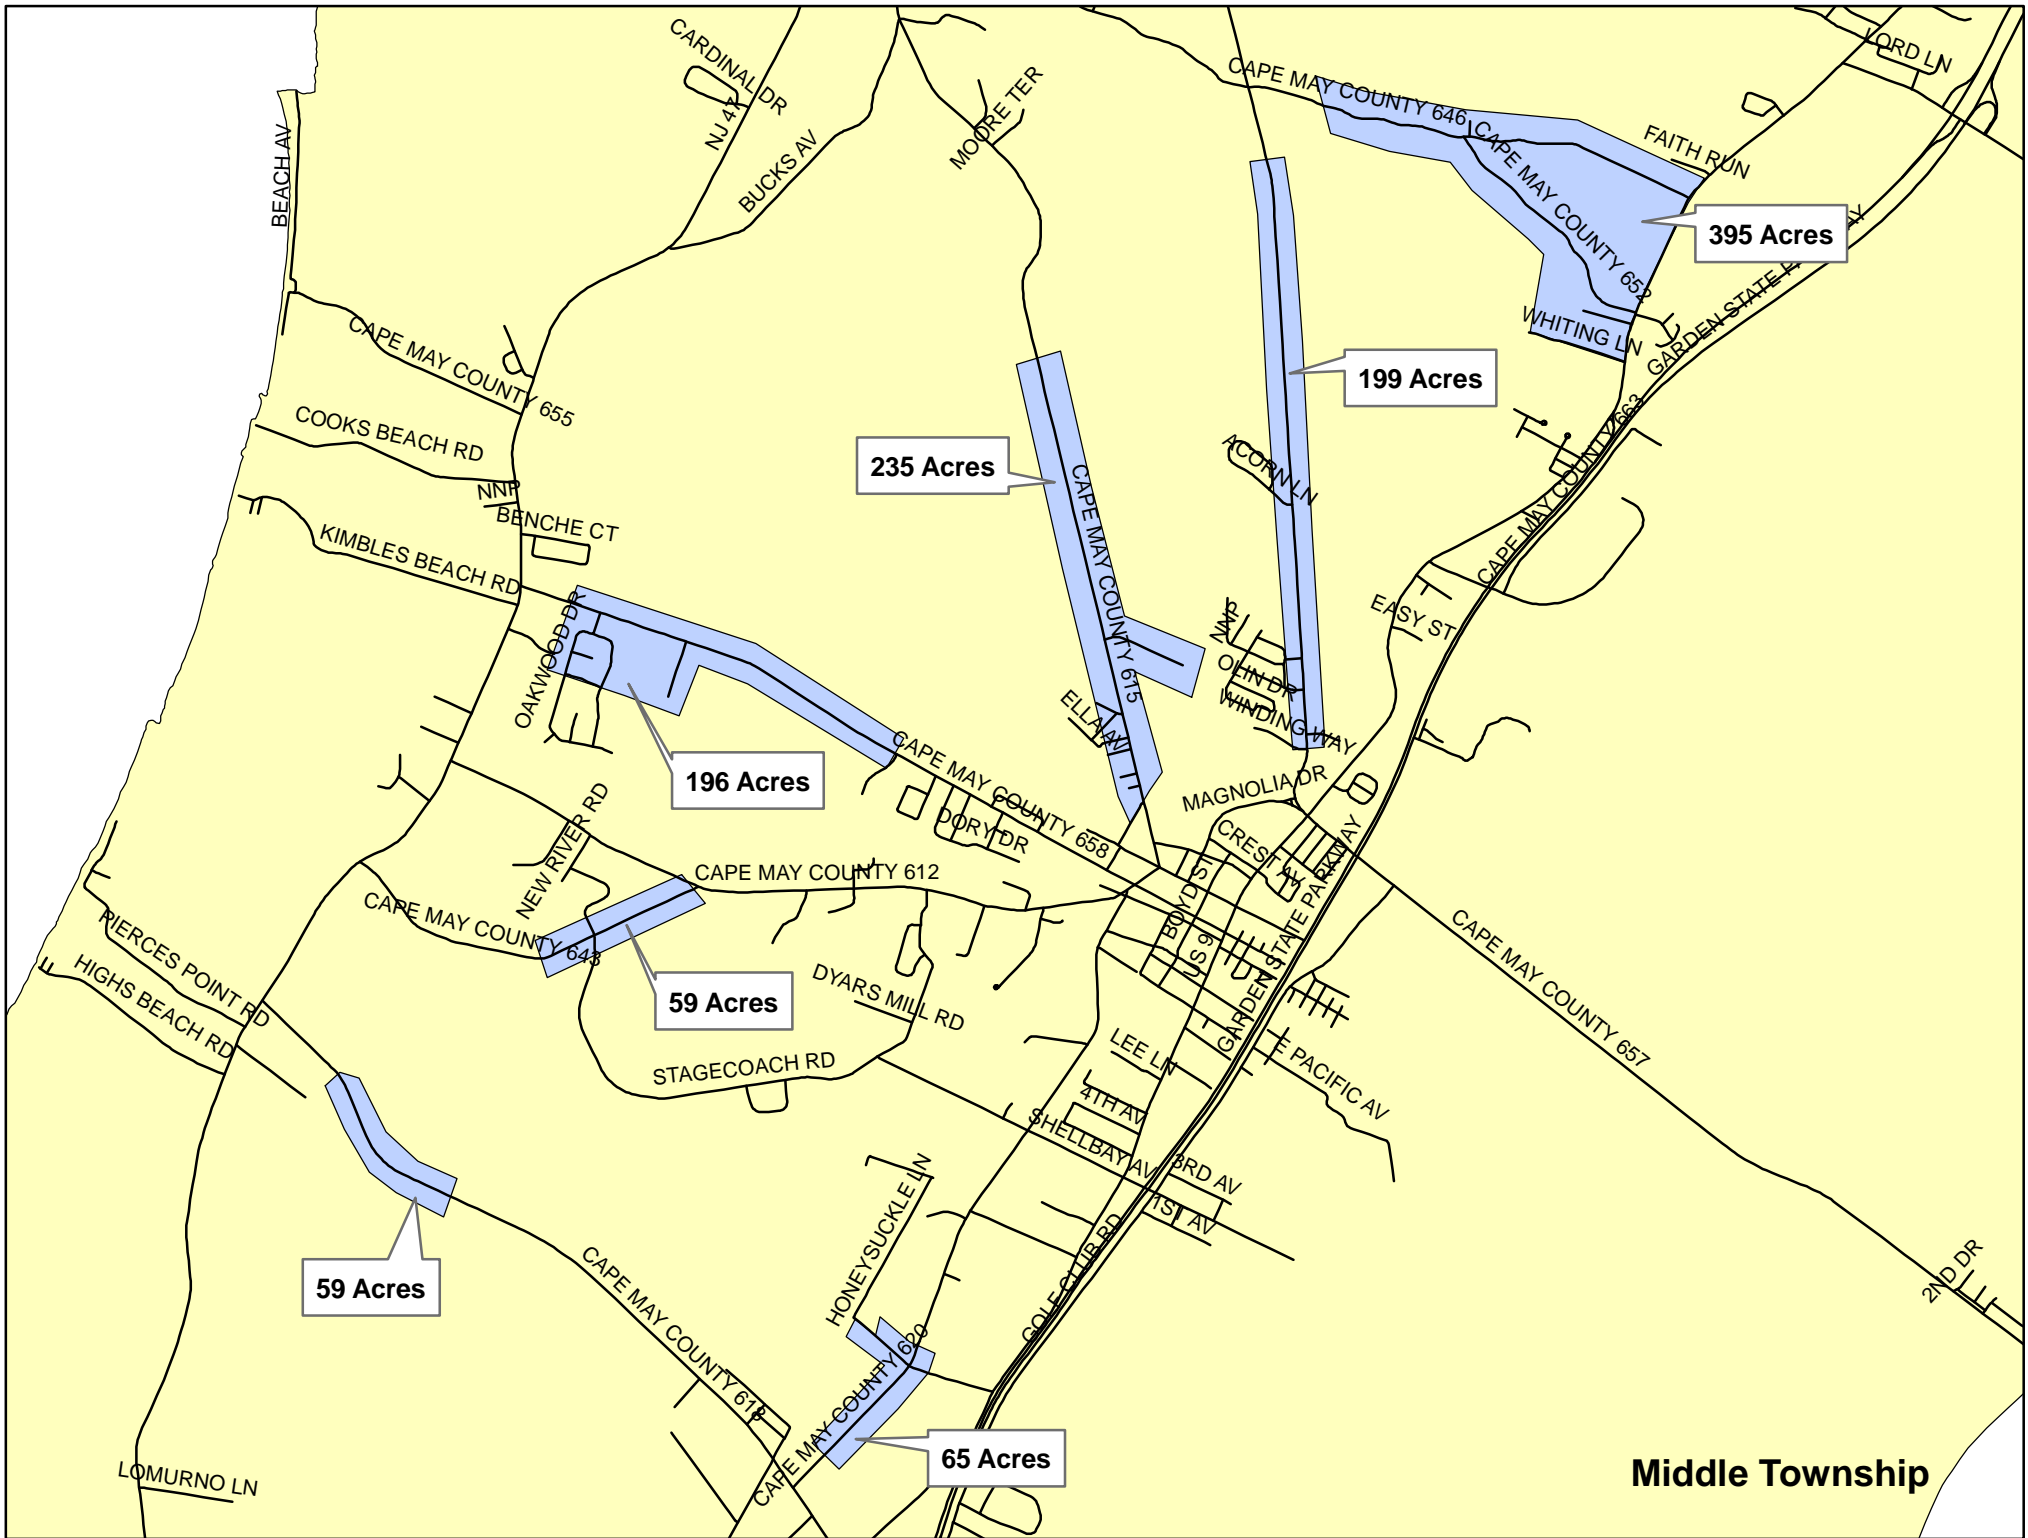 LORD LN
CARDINAL DR
CAPE MAY COUNTY 646
MOORE TER
NJ 47
BEACH AV
BUCKS AV
CAPE MAY COUNTY 652
FAITH RUN
395 Acres
GARDEN STATE P
Y
WHITING LN
CAPE MAY COUNTY 655
199 Acres
COOKS BEACH RD
235 Acres
ACORN LN
CAPE MAY COUNTY 663
NNP
BENCHE CT
KIMBLES BEACH RD
CAPE MAY COUNTY 615
EASY ST
OAKWOOD DR
NNP
OLIN DR
WINDING WAY
ELLA AV
196 Acres
CAPE MAY COUNTY 658
MAGNOLIA DR
DORY DR
CREST AV
NEW RIVER RD
CAPE MAY COUNTY 612
BOYD ST
US 9
GARDEN STATE PARKWAY
CAPE MAY COUNTY 643
CAPE MAY COUNTY 657
PIERCES POINT RD
HIGHS BEACH RD
59 Acres
DYARS MILL RD
STAGECOACH RD
LEE LN
E PACIFIC AV
4TH AV
SHELLBAY AV
3RD AV
1ST AV
HONEYSUCKLE LN
GOLF CLUB RD
59 Acres
CAPE MAY COUNTY 618
2ND DR
CAPE MAY COUNTY 620
65 Acres
LOMURNO LN
Middle Township